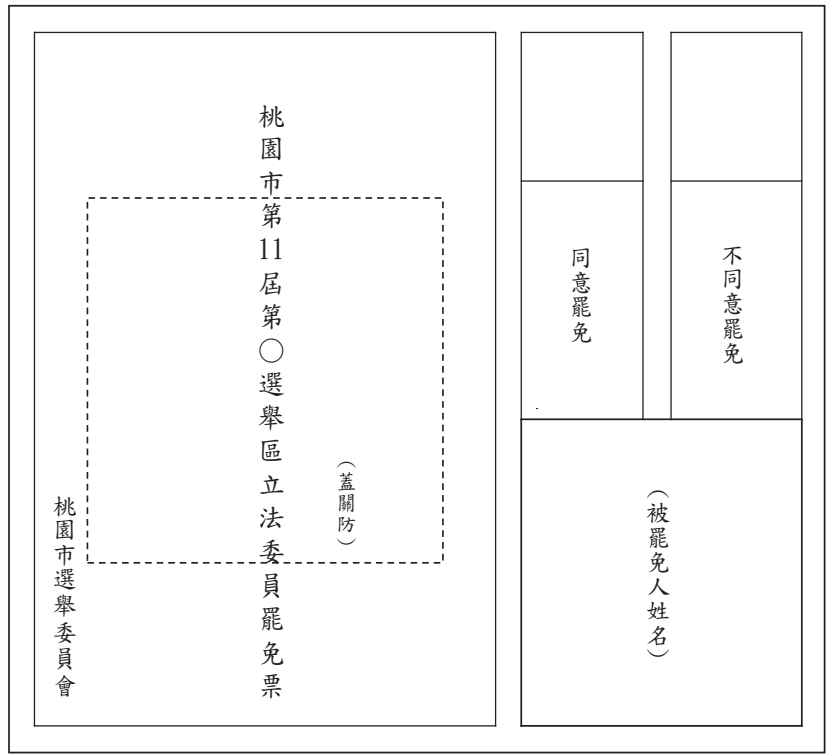 不同意罷免
同意罷免
（被罷免人姓名）
（蓋關防）
桃園市第11屆第○選舉區立法委員罷免票
桃園市選舉委員會